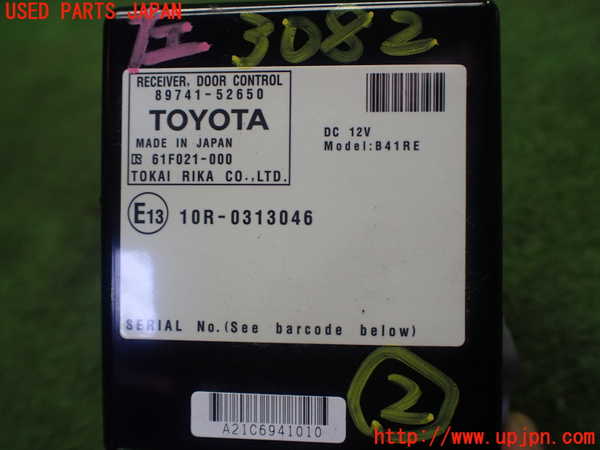 USED PARTS JAPAN
3082
RECEIVER, DOOR CONTROL
89741-52650
TOYOTA
MADE IN JAPAN
61F021-000
TOKAI RIKA CO.,LTD.
DC 12V
Model:B41RE
E13 10R-0313046
SERIAL No.(See barcode below)
2
A21C6941010
http://www.upjpn.com/